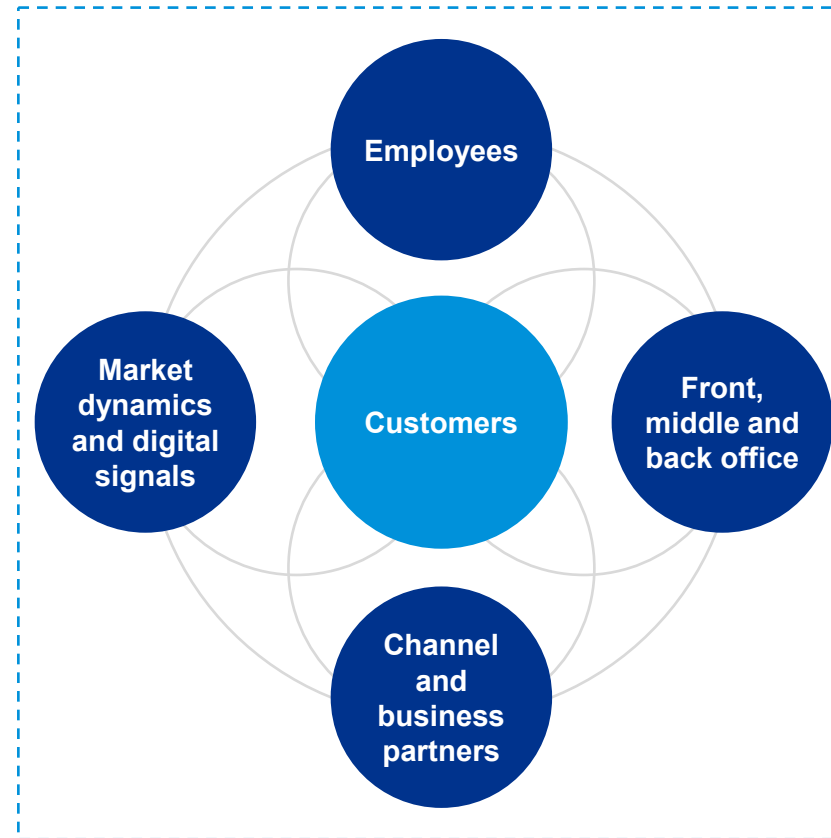 Employees
Market
dynamics
and digital
signals
Customers
Front,
middle and
back office
Channel
and
business
partners